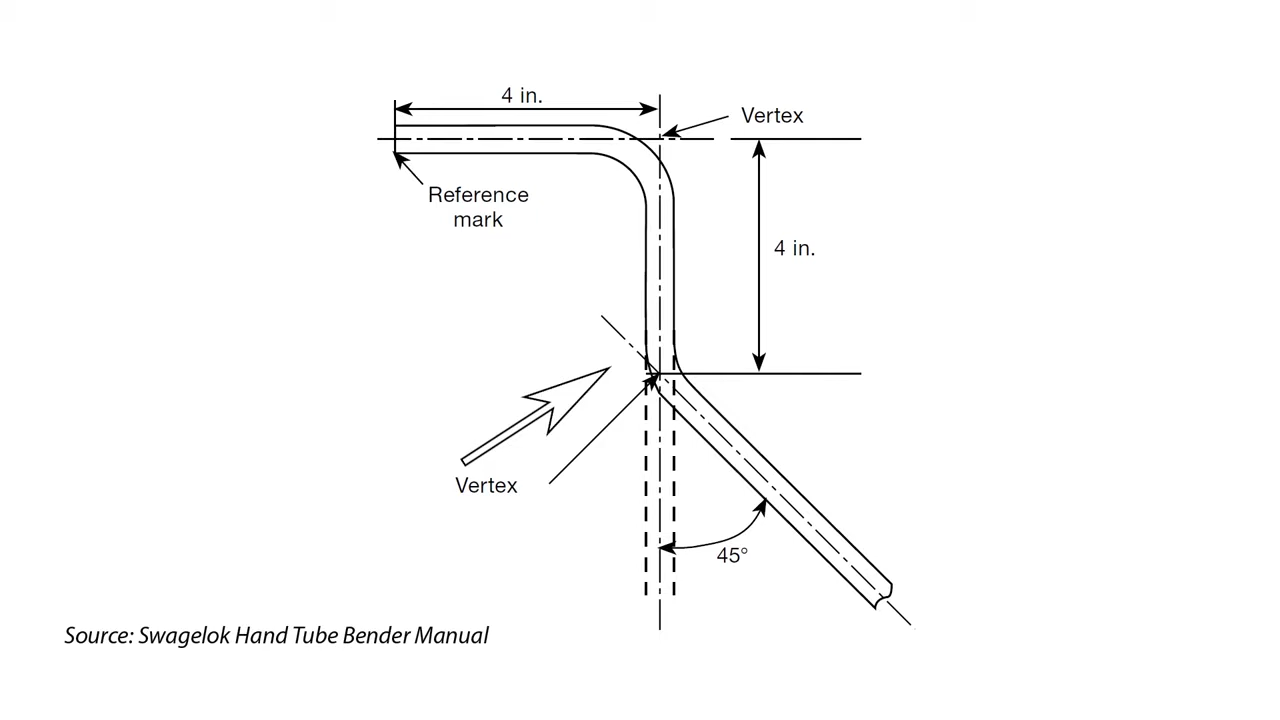 4 in.
Vertex
Reference
mark
4 in.
Vertex
45°
Source: Swagelok Hand Tube Bender Manual